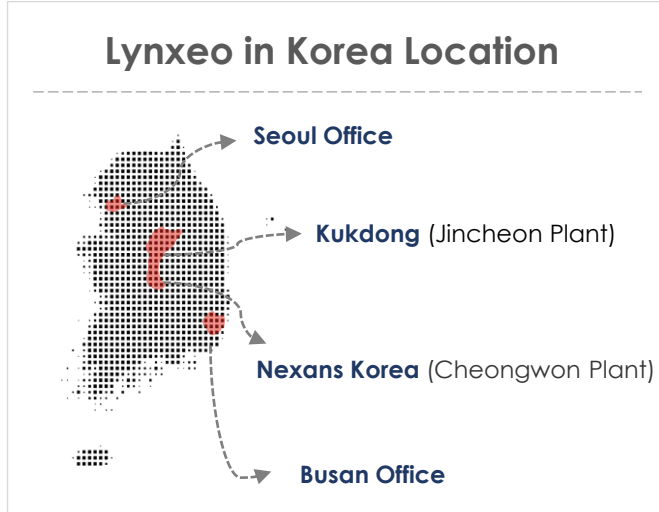 Lynxeo in Korea Location
Seoul Office
Kukdong (Jincheon Plant)
Nexans Korea (Cheongwon Plant)
Busan Office